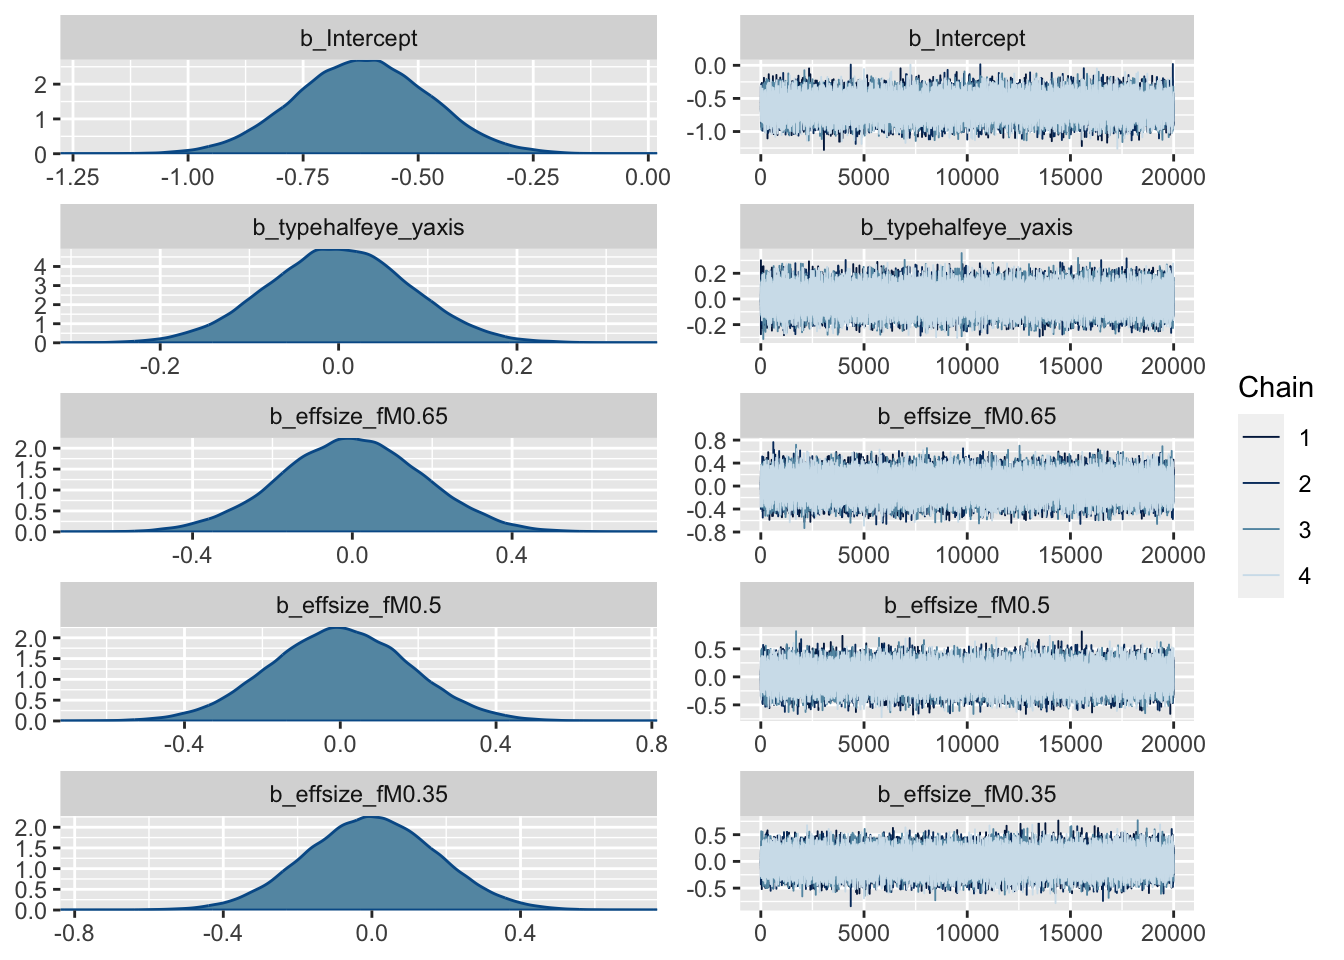 b_Intercept
b_Intercept
2
1
0
-1.25 -1.00 -0.75 -0.50 -0.25 0.00
0.0
-0.5
-1.0
0 5000 10000 15000 20000
b_typehalfeye_yaxis
b_typehalfeye_yaxis
4
3
2
1
0
-0.2 0.0 0.2
0.2
0.0
-0.2
0 5000 10000 15000 20000
b_effsize_fM0.65
b_effsize_fM0.65
2.0
1.5
1.0
0.5
0.0
-0.4 0.0 0.4
0.8
0.4
0.0
-0.4
-0.8
0 5000 10000 15000 20000
b_effsize_fM0.5
b_effsize_fM0.5
2.0
1.5
1.0
0.5
0.0
-0.4 0.0 0.4 0.8
0.5
0.0
-0.5
0 5000 10000 15000 20000
b_effsize_fM0.35
b_effsize_fM0.35
2.0
1.5
1.0
0.5
0.0
-0.8 -0.4 0.0 0.4
0.5
0.0
-0.5
0 5000 10000 15000 20000
Chain
1
2
3
4